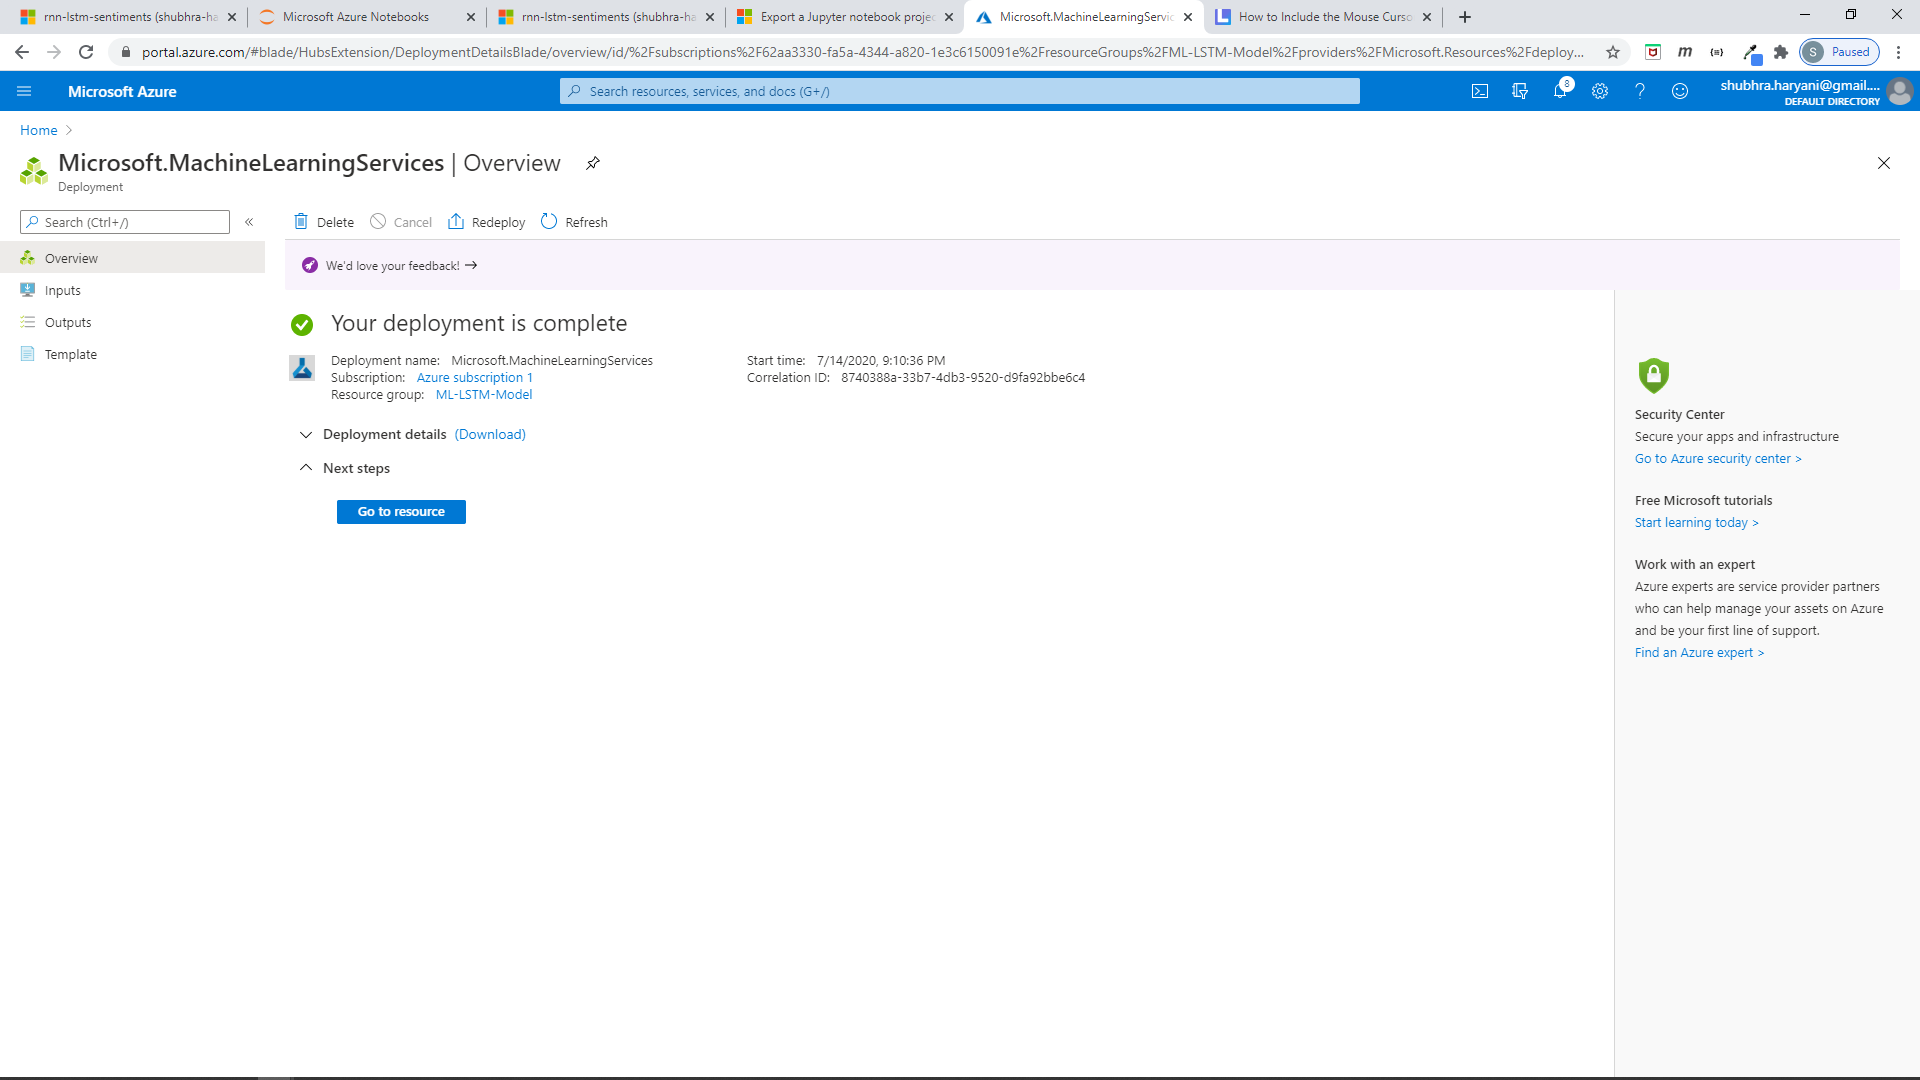 rnn-lstm-sentiments (shubhra-ha
Microsoft Azure Notebooks
rnn-lstm-sentiments (shubhra-ha
Export a Jupyter notebook projec
Microsoft.MachineLearningServic
How to Include the Mouse Curso
portal.azure.com/#blade/HubsExtension/DeploymentDetailsBlade/overview/id/%2Fsubscriptions%2F62aa3330-fa5a-4344-a820-1e3c6150091e%2FresourceGroups%2FML-LSTM-Model%2Fproviders%2FMicrosoft.Resources%2Fdeploy...
m
S Paused
Microsoft Azure
Search resources, services, and docs (G+/)
8
shubhra.haryani@gmail....
DEFAULT DIRECTORY
Home
Microsoft.MachineLearningServices | Overview
Deployment
Search (Ctrl+/)
«
Delete
Cancel
Redeploy
Refresh
Overview
Inputs
Outputs
Template
We'd love your feedback! →
Your deployment is complete
Deployment name: Microsoft.MachineLearningServices
Subscription: Azure subscription 1
Resource group: ML-LSTM-Model
Start time: 7/14/2020, 9:10:36 PM
Correlation ID: 8740388a-33b7-4db3-9520-d9fa92bbe6c4
Deployment details (Download)
Next steps
Go to resource
Security Center
Secure your apps and infrastructure
Go to Azure security center >
Free Microsoft tutorials
Start learning today >
Work with an expert
Azure experts are service provider partners
who can help manage your assets on Azure
and be your first line of support.
Find an Azure expert >